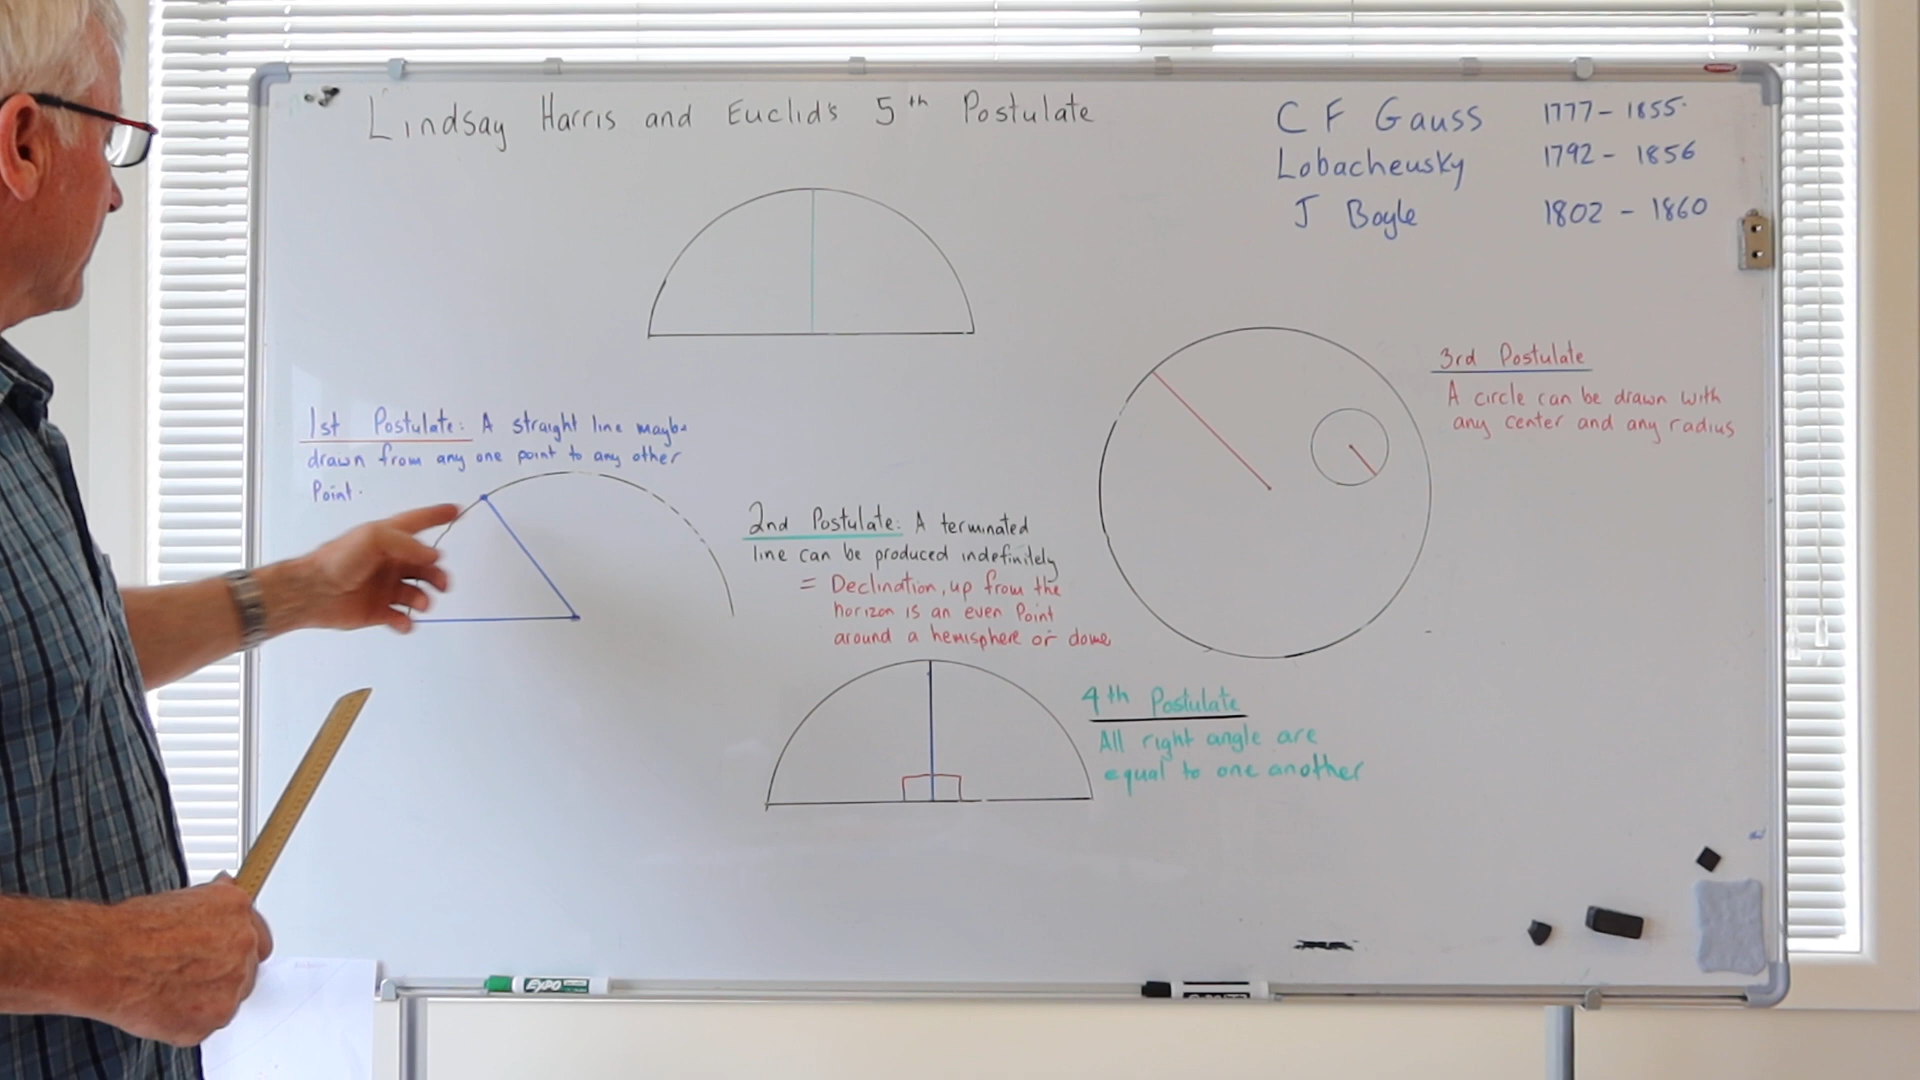 Lindsay Harris and Euclid's 5th Postulate
C F Gauss 1777 - 1855
Lobacheusky 1792 - 1856
J Boyle 1802 - 1860
3rd Postulate
A circle can be drawn with
any center and any radius
1st Postulate: A straight line maybe
drawn from any one point to any other
Point.
2nd Postulate: A terminated
line can be produced indefinitely
= Declination, up from the
horizon is an even Point
around a hemisphere or dome
4th Postulate
All right angle are
equal to one another
EXPO